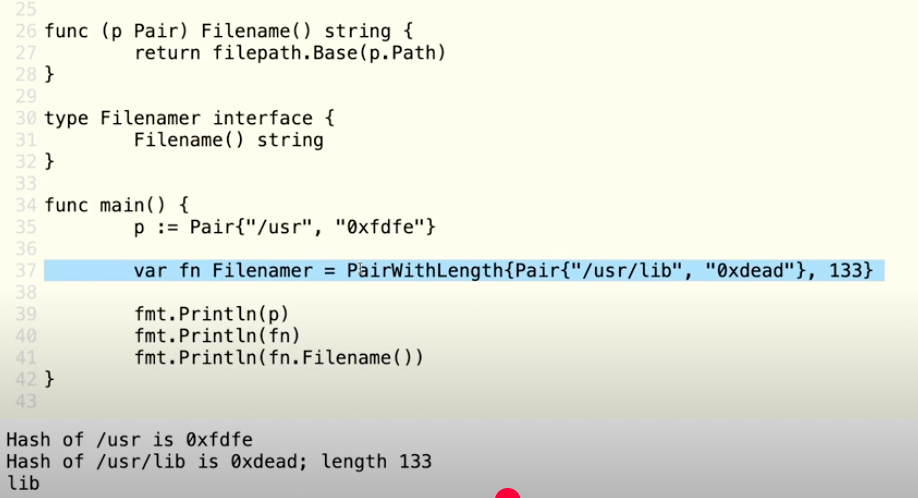 25
26 func (p Pair) Filename() string {
27 return filepath.Base(p.Path)
28 }
29
30 type Filenamer interface {
31 Filename() string
32 }
33
34 func main() {
35 p := Pair{"/usr", "0xfdfe"}
36
37 var fn Filenamer = PairWithLength{Pair{"/usr/lib", "0xdead"}, 133}
38
39 fmt.Println(p)
40 fmt.Println(fn)
41 fmt.Println(fn.Filename())
42 }
43
Hash of /usr is 0xfdfe
Hash of /usr/lib is 0xdead; length 133
lib